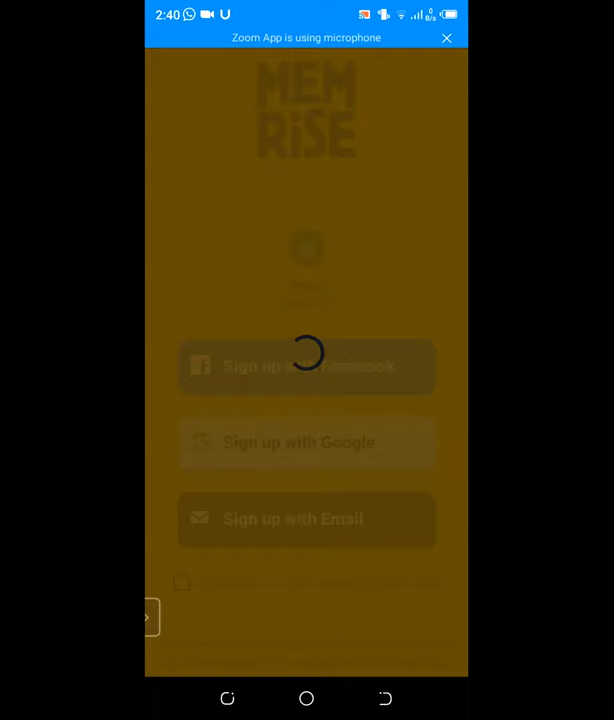 2:40
0
B/s
Zoom App is using microphone
MEM
RiSE
Sign up with Facebook
Sign up with Google
Sign up with Email